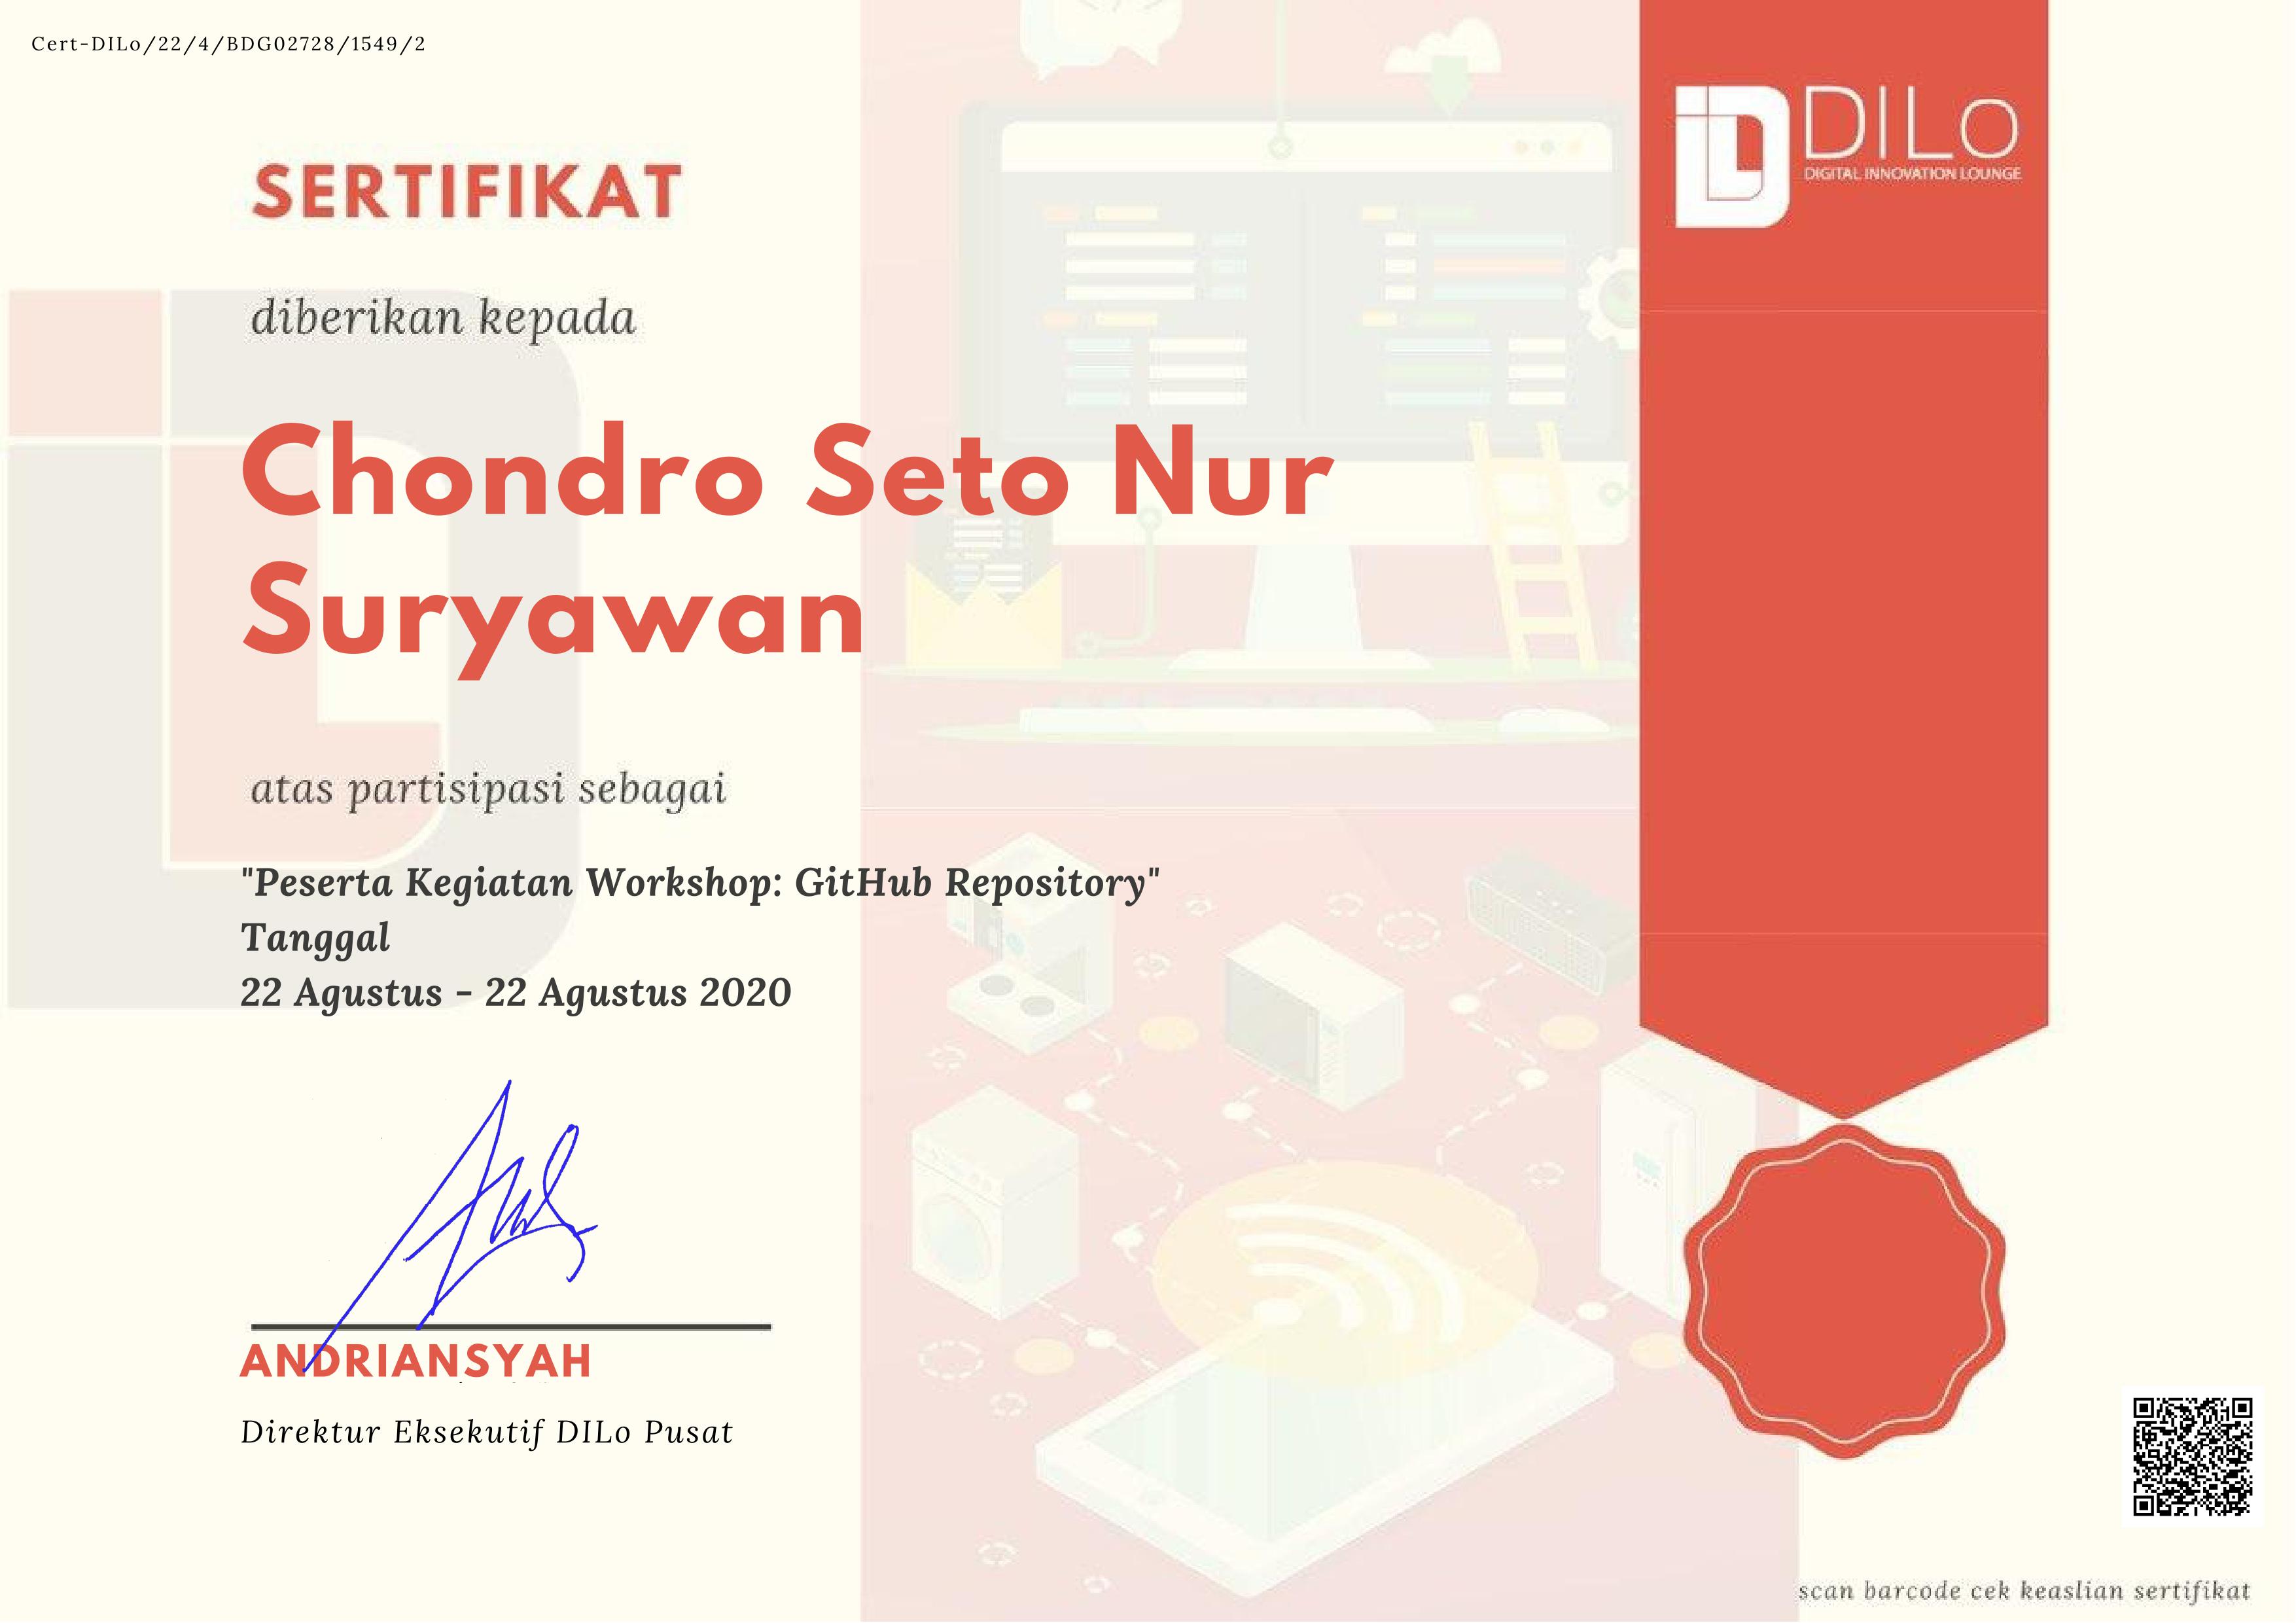 Cert-DILo/22/4/BDG02728/1549/2
DILo
DIGITAL INNOVATION LOUNGE
SERTIFIKAT
diberikan kepada
Chondro Seto Nur
Suryawan
atas partisipasi sebagai
"Peserta Kegiatan Workshop: GitHub Repository"
Tanggal
22 Agustus - 22 Agustus 2020
ANDRIANSYAH
Direktur Eksekutif DILo Pusat
scan barcode cek keaslian sertifikat